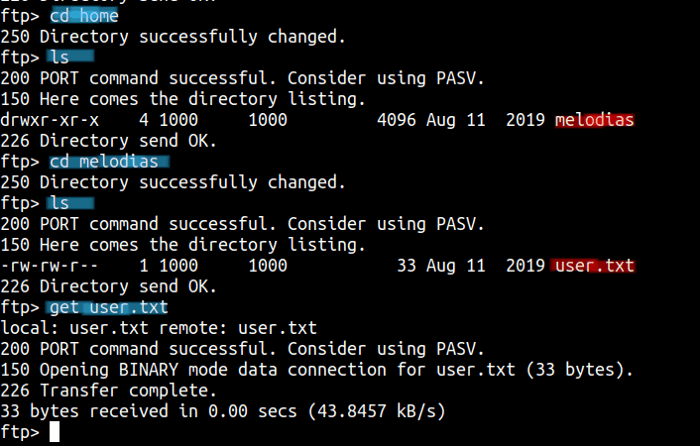 ftp> cd home
250 Directory successfully changed.
ftp> ls
200 PORT command successful. Consider using PASV.
150 Here comes the directory listing.
drwxr-xr-x    4 1000     1000         4096 Aug 11  2019 melodias
226 Directory send OK.
ftp> cd melodias
250 Directory successfully changed.
ftp> ls
200 PORT command successful. Consider using PASV.
150 Here comes the directory listing.
-rw-rw-r--    1 1000     1000           33 Aug 11  2019 user.txt
226 Directory send OK.
ftp> get user.txt
local: user.txt remote: user.txt
200 PORT command successful. Consider using PASV.
150 Opening BINARY mode data connection for user.txt (33 bytes).
226 Transfer complete.
33 bytes received in 0.00 secs (43.8457 kB/s)
ftp>